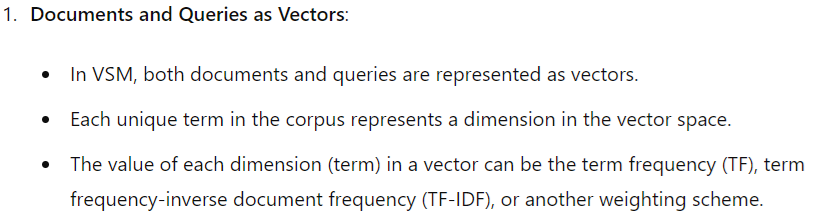 1. Documents and Queries as Vectors:
• In VSM, both documents and queries are represented as vectors.
• Each unique term in the corpus represents a dimension in the vector space.
• The value of each dimension (term) in a vector can be the term frequency (TF), term
frequency-inverse document frequency (TF-IDF), or another weighting scheme.